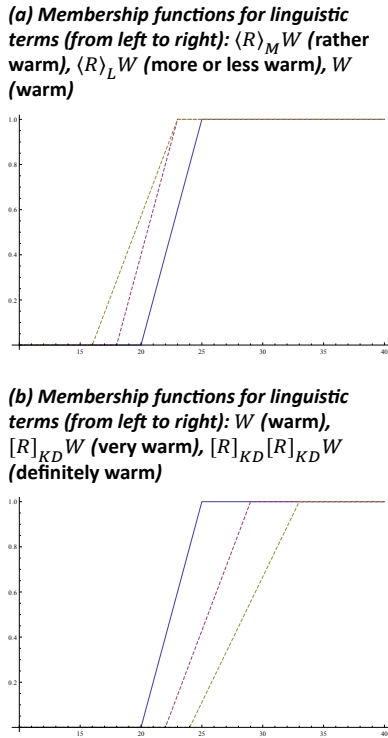 (a) Membership functions for linguistic
terms (from left to right): ⟨R⟩_M W (rather
warm), ⟨R⟩_L W (more or less warm), W
(warm)
1.0
0.8
0.6
0.4
0.2
15 20 25 30 35 40
(b) Membership functions for linguistic
terms (from left to right): W (warm),
[R]_KD W (very warm), [R]_KD [R]_KD W
(definitely warm)
1.0
0.8
0.6
0.4
0.2
15 20 25 30 35 40